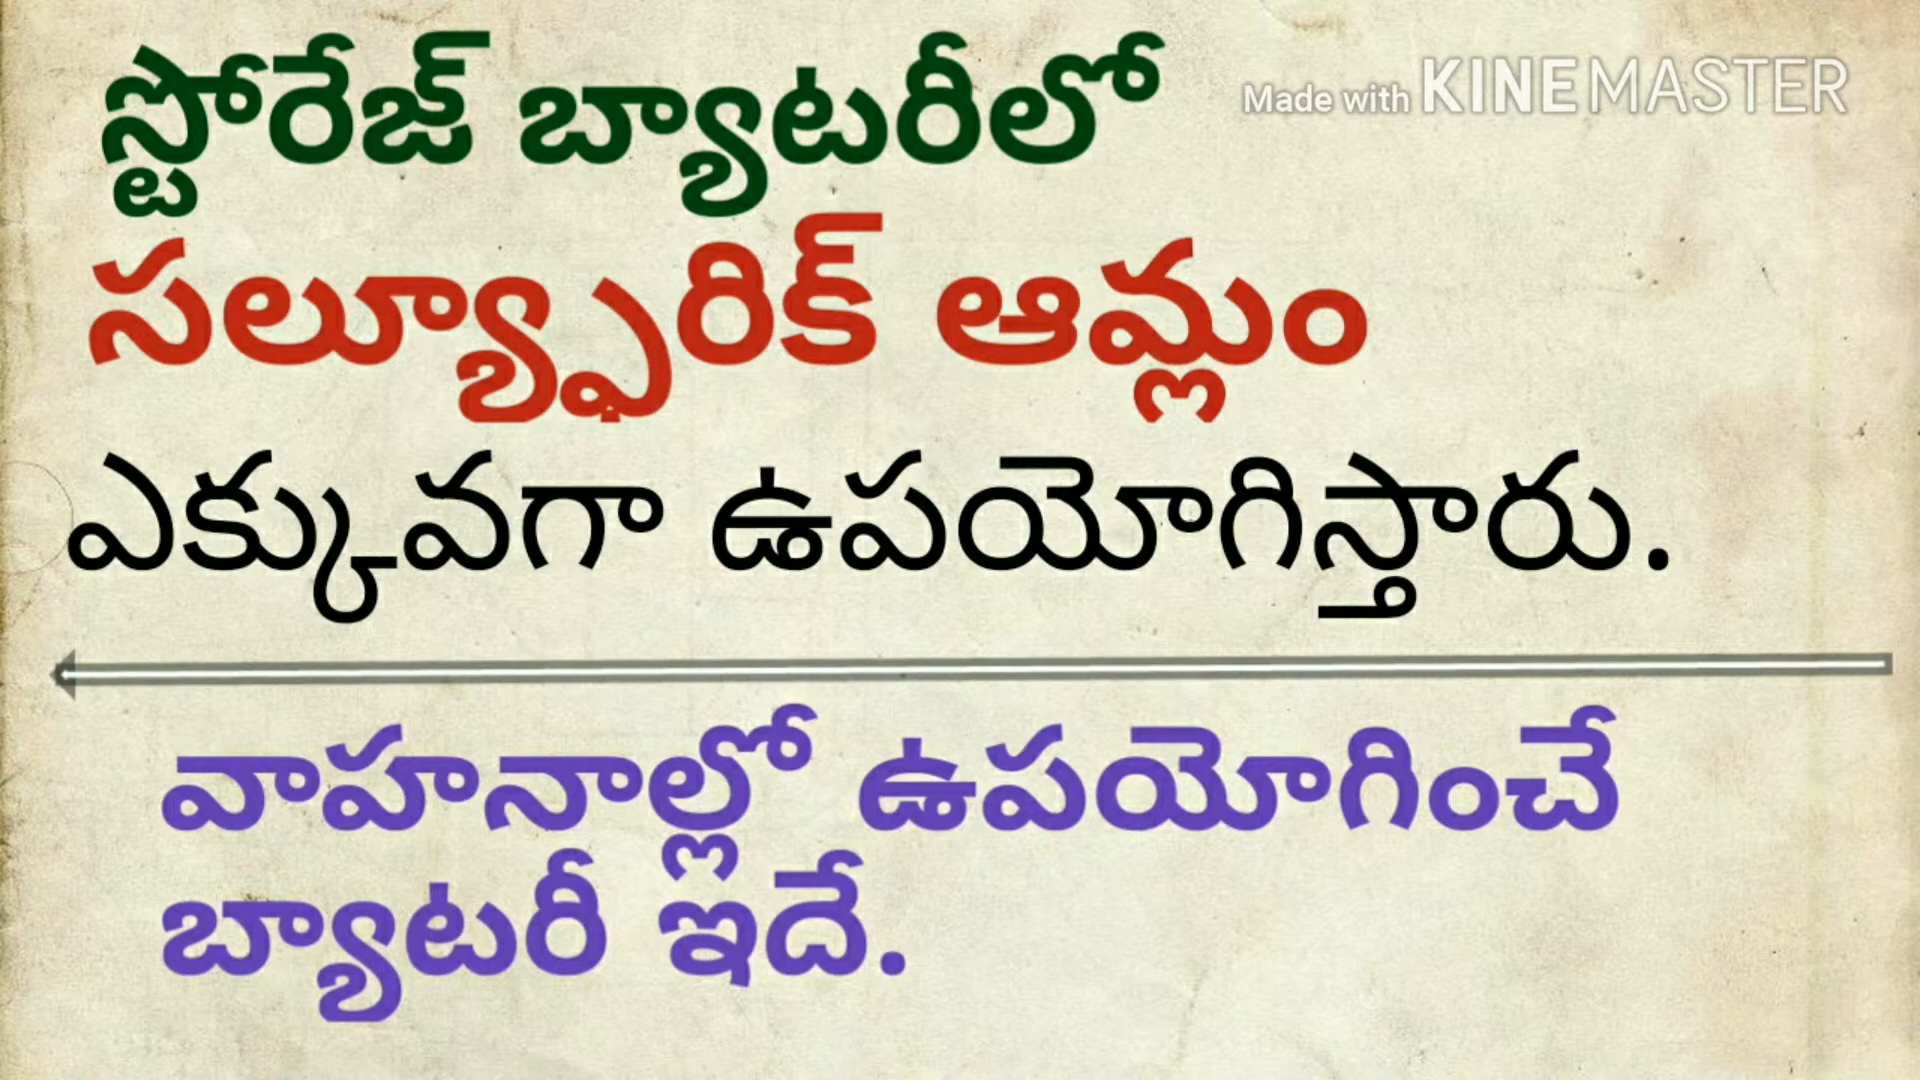 స్టోరేజ్ బ్యాటరీలో
Made with KINEMASTER
సల్యూఫ్రిక్ ఆమ్లం
ఎక్కువగా ఉపయోగిస్తారు.
వాహనాల్లో ఉపయోగించే
బ్యాటరీ ఇదే.